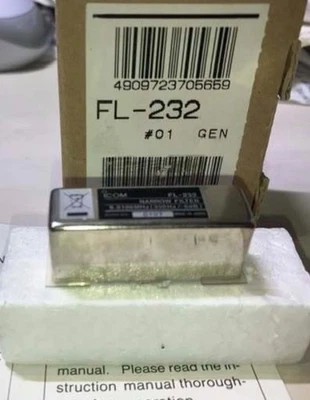 4909723705659
FL-232
#01 GEN
ICOM FL-232
NARROW FILTER
manual. Please read the in-
struction manual thorough-